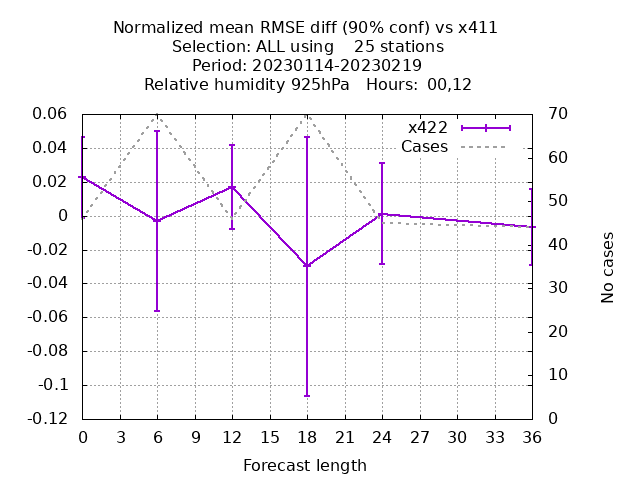 Normalized mean RMSE diff (90% conf) vs x411
Selection: ALL using    25 stations
Period: 20230114-20230219
Relative humidity 925hPa   Hours: 00,12
x422
Cases
0.06
0.04
0.02
0
-0.02
-0.04
-0.06
-0.08
-0.1
-0.12
70
60
50
40
30
20
10
0
No cases
0 3 6 9 12 15 18 21 24 27 30 33 36
Forecast length